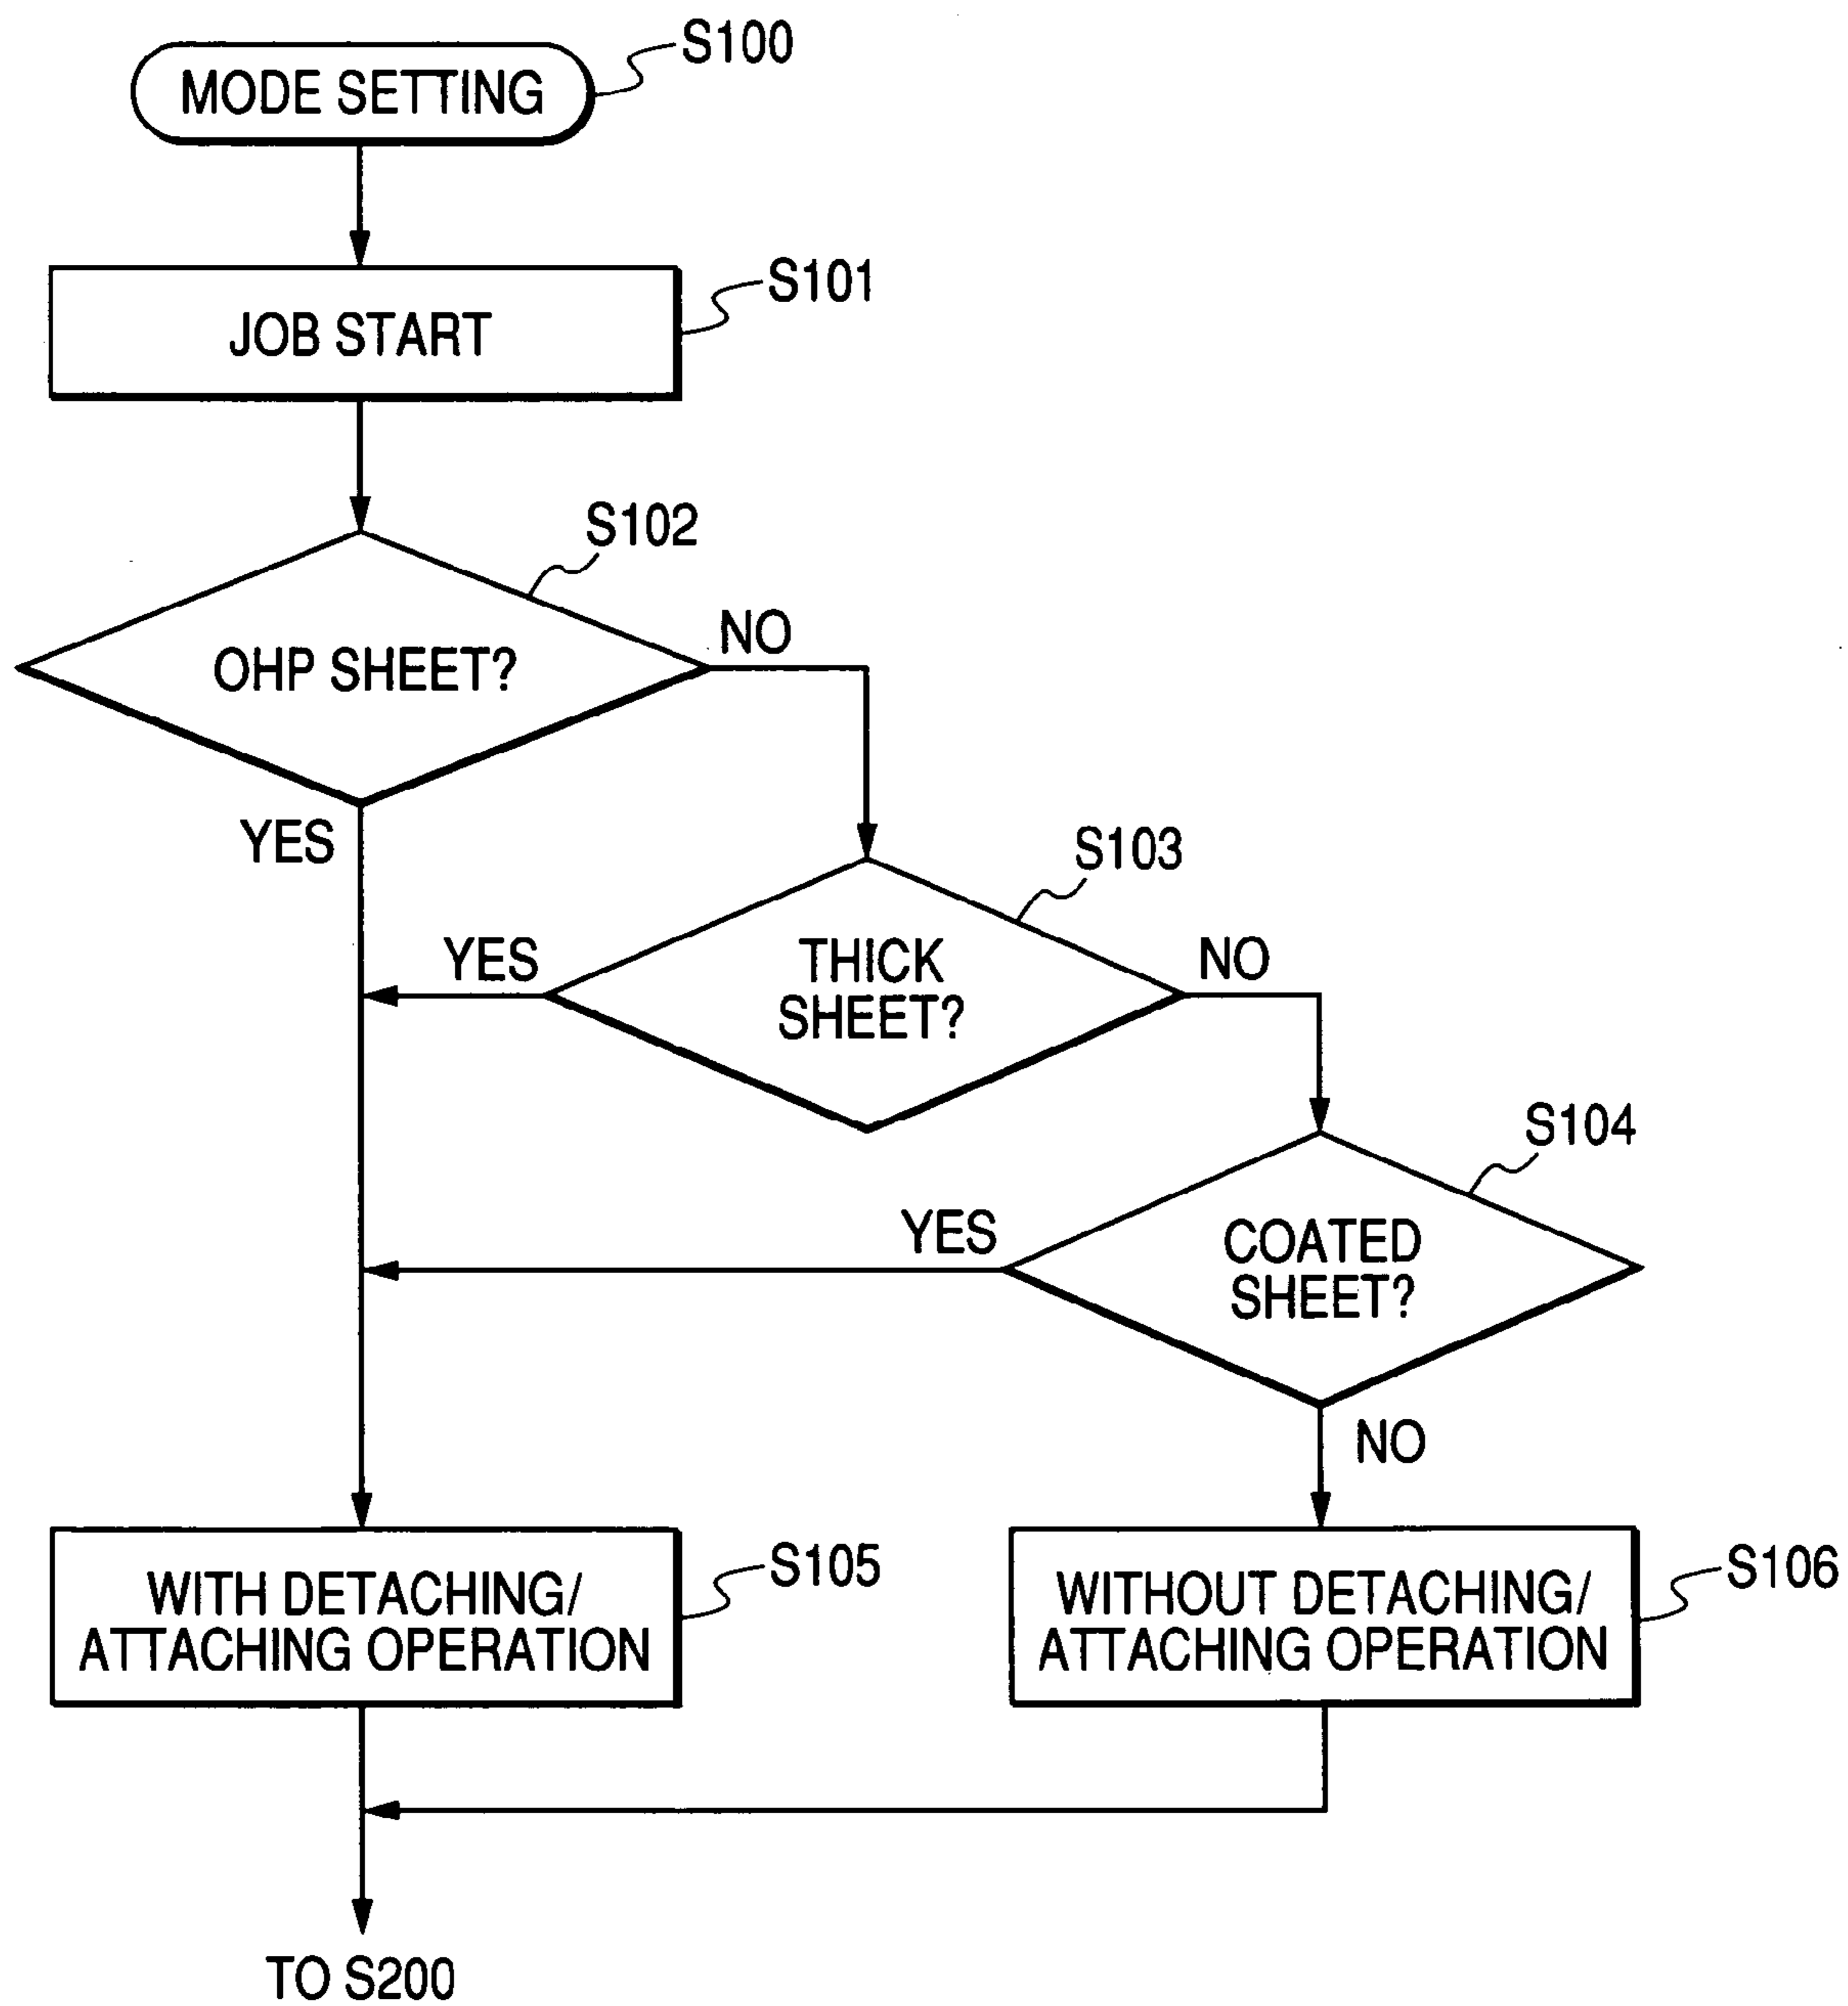 MODE SETTING
S100
JOB START
S101
S102
OHP SHEET?
NO
YES
S103
THICK
SHEET?
YES
NO
S104
COATED
SHEET?
YES
NO
WITH DETACHING/
ATTACHING OPERATION
S105
WITHOUT DETACHING/
ATTACHING OPERATION
S106
TO S200